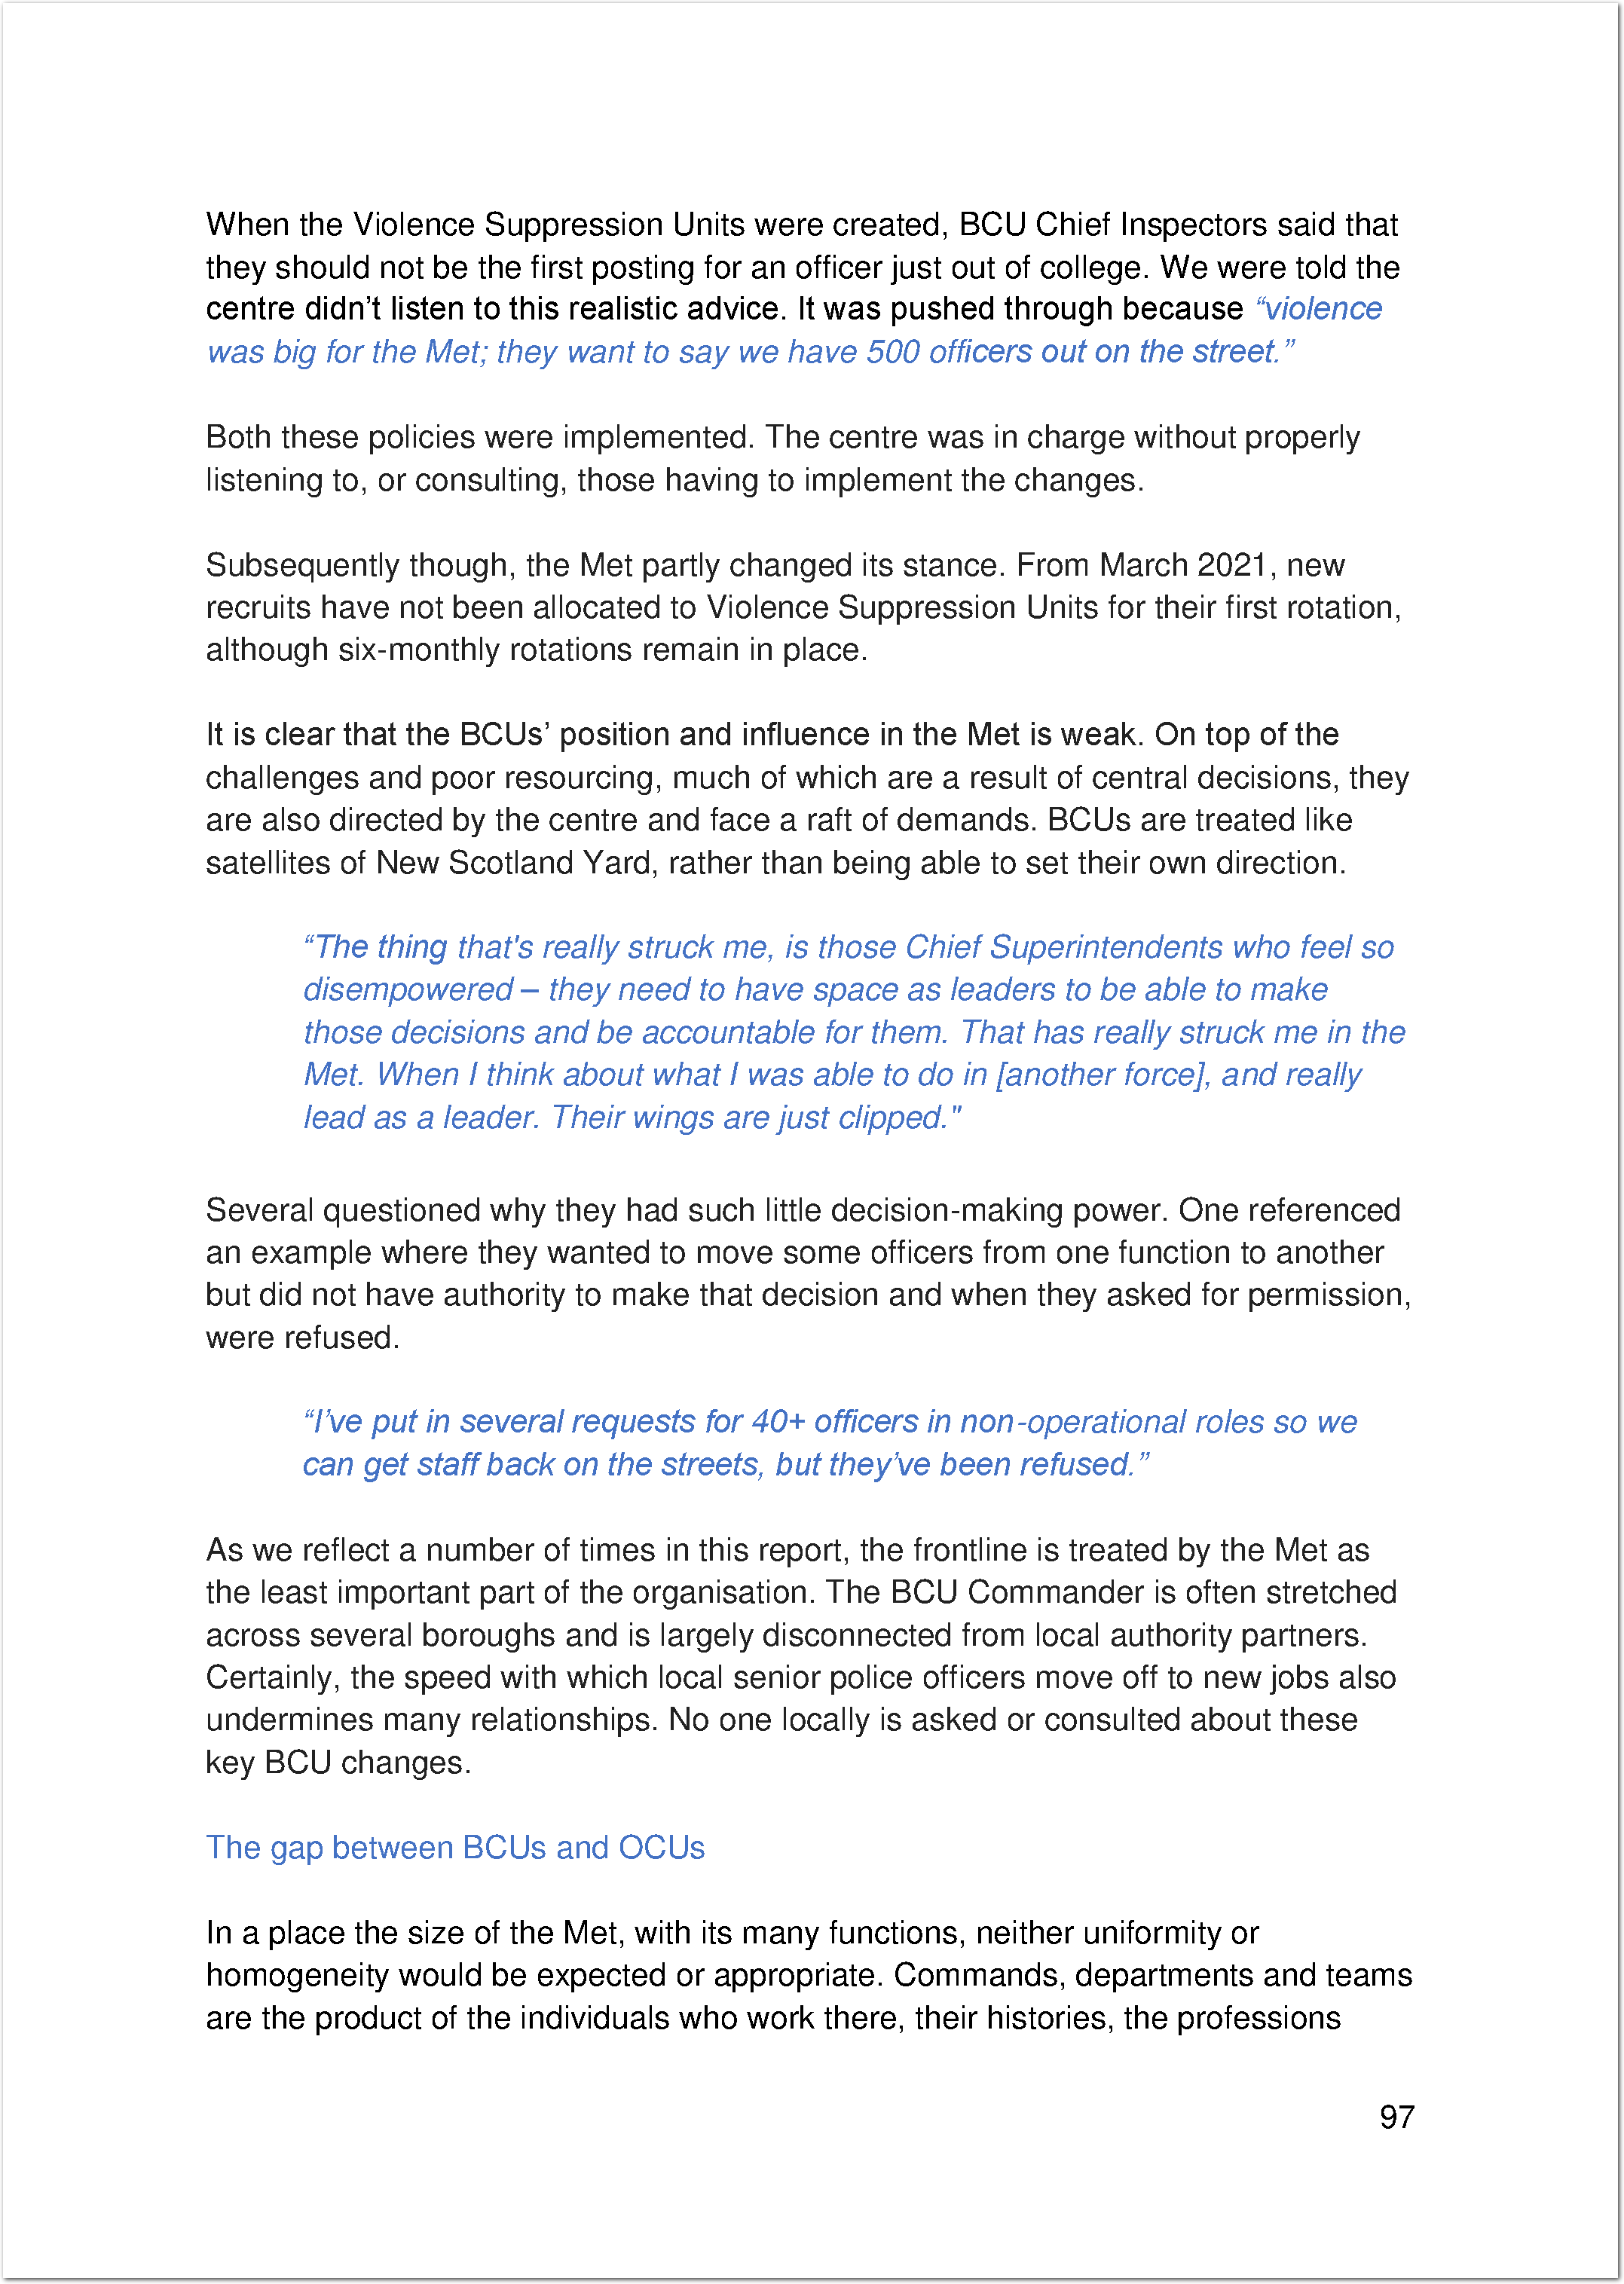 When the Violence Suppression Units were created, BCU Chief Inspectors said that
they should not be the first posting for an officer just out of college. We were told the
centre didn’t listen to this realistic advice. It was pushed through because “violence
was big for the Met; they want to say we have 500 officers out on the street.”
Both these policies were implemented. The centre was in charge without properly
listening to, or consulting, those having to implement the changes.
Subsequently though, the Met partly changed its stance. From March 2021, new
recruits have not been allocated to Violence Suppression Units for their first rotation,
although six-monthly rotations remain in place.
It is clear that the BCUs’ position and influence in the Met is weak. On top of the
challenges and poor resourcing, much of which are a result of central decisions, they
are also directed by the centre and face a raft of demands. BCUs are treated like
satellites of New Scotland Yard, rather than being able to set their own direction.
“The thing that's really struck me, is those Chief Superintendents who feel so
disempowered – they need to have space as leaders to be able to make
those decisions and be accountable for them. That has really struck me in the
Met. When I think about what I was able to do in [another force], and really
lead as a leader. Their wings are just clipped."
Several questioned why they had such little decision-making power. One referenced
an example where they wanted to move some officers from one function to another
but did not have authority to make that decision and when they asked for permission,
were refused.
“I’ve put in several requests for 40+ officers in non-operational roles so we
can get staff back on the streets, but they’ve been refused.”
As we reflect a number of times in this report, the frontline is treated by the Met as
the least important part of the organisation. The BCU Commander is often stretched
across several boroughs and is largely disconnected from local authority partners.
Certainly, the speed with which local senior police officers move off to new jobs also
undermines many relationships. No one locally is asked or consulted about these
key BCU changes.
The gap between BCUs and OCUs
In a place the size of the Met, with its many functions, neither uniformity or
homogeneity would be expected or appropriate. Commands, departments and teams
are the product of the individuals who work there, their histories, the professions
97